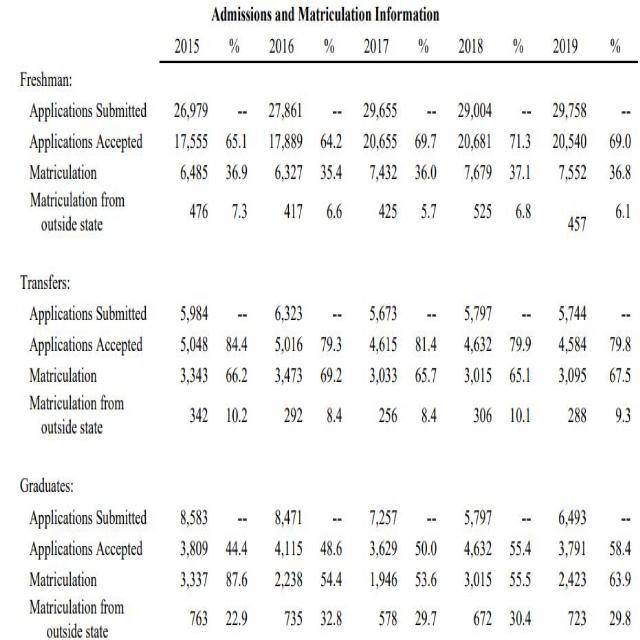 Admissions and Matriculation Information
2015 % 2016 % 2017 % 2018 % 2019 %
Freshman:
Applications Submitted 26,979 -- 27,861 -- 29,655 -- 29,004 -- 29,758 --
Applications Accepted 17,555 65.1 17,889 64.2 20,655 69.7 20,681 71.3 20,540 69.0
Matriculation 6,485 36.9 6,327 35.4 7,432 36.0 7,679 37.1 7,552 36.8
Matriculation from
outside state 476 7.3 417 6.6 425 5.7 525 6.8 457 6.1
Transfers:
Applications Submitted 5,984 -- 6,323 -- 5,673 -- 5,797 -- 5,744 --
Applications Accepted 5,048 84.4 5,016 79.3 4,615 81.4 4,632 79.9 4,584 79.8
Matriculation 3,343 66.2 3,473 69.2 3,033 65.7 3,015 65.1 3,095 67.5
Matriculation from
outside state 342 10.2 292 8.4 256 8.4 306 10.1 288 9.3
Graduates:
Applications Submitted 8,583 -- 8,471 -- 7,257 -- 5,797 -- 6,493 --
Applications Accepted 3,809 44.4 4,115 48.6 3,629 50.0 4,632 55.4 3,791 58.4
Matriculation 3,337 87.6 2,238 54.4 1,946 53.6 3,015 55.5 2,423 63.9
Matriculation from
outside state 763 22.9 735 32.8 578 29.7 672 30.4 723 29.8